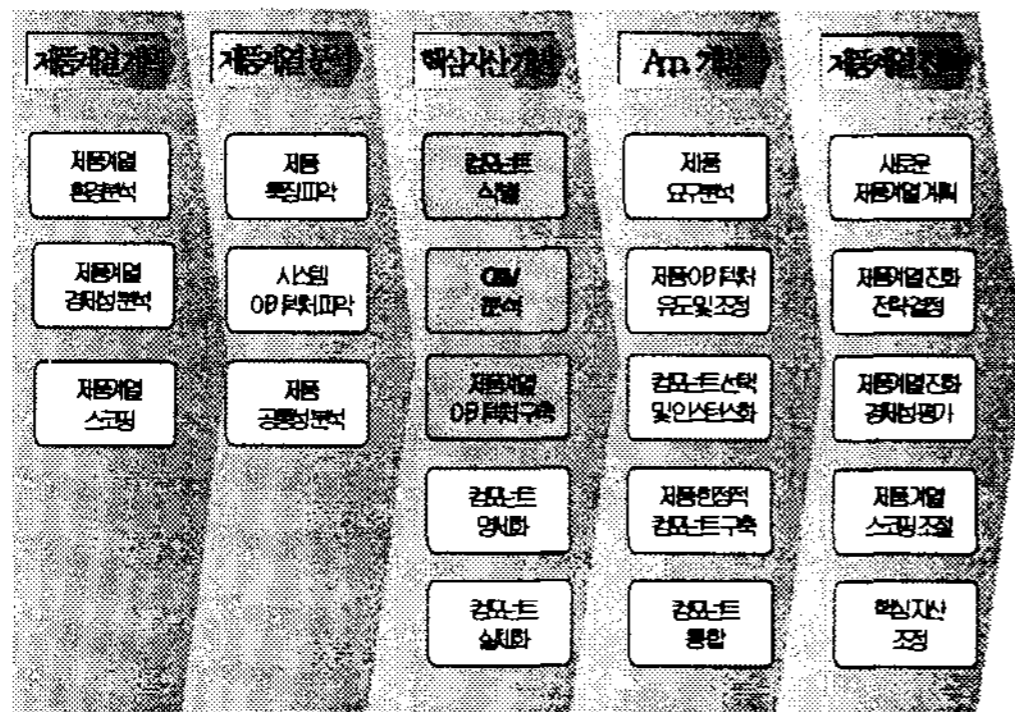 제품계열
제품계열 분석
핵심자산 개발
제품계열
제품계열
환경분석
제품계열
경제성 분석
제품계열
스코핑
제품
특징 파악
시스템
아키텍처 파악
제품
공통성 분석
컴포넌트
식별
C&V
분석
제품계열
아키텍처 구축
컴포넌트
명세화
컴포넌트
실체화
제품
요구분석
제품 아키텍처
유도 및 조정
컴포넌트 선택
및 인스턴스화
제품한정적
컴포넌트 구축
컴포넌트
통합
새로운
제품계열 계획
제품계열 진화
전략 결정
제품계열 진화
경제성 평가
제품계열
스코핑 조절
핵심자산
조정